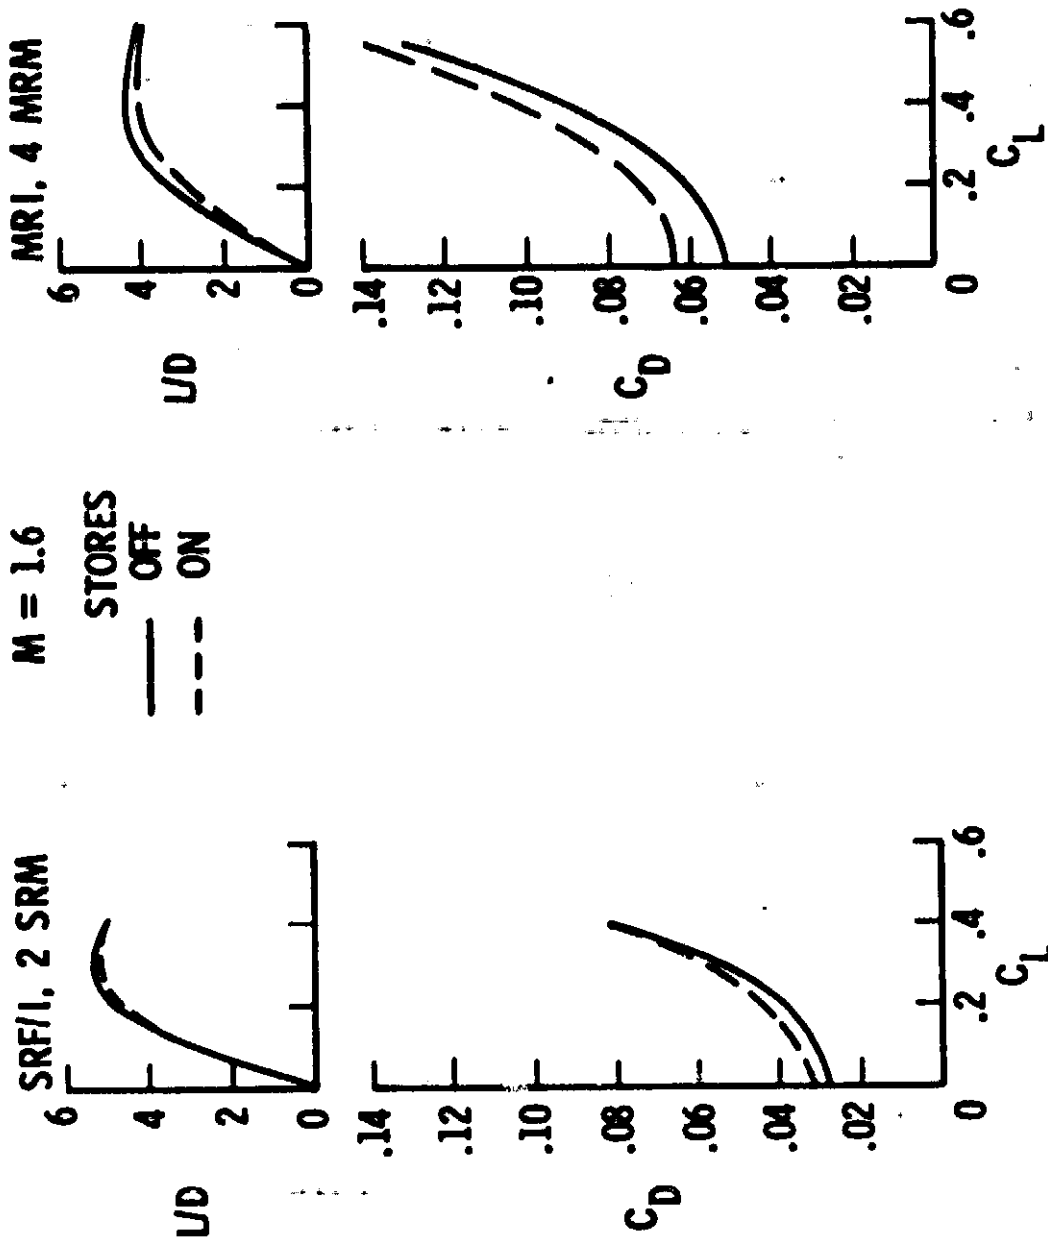 SRF/I, 2 SRM
M = 1.6
MRI, 4 MRM
STORES
OFF
ON
L/D
6
4
2
0
L/D
6
4
2
0
C_D
.14
.12
.10
.08
.06
.04
.02
0
.2
.4
.6
C_L
C_D
.14
.12
.10
.08
.06
.04
.02
0
.2
.4
.6
C_L